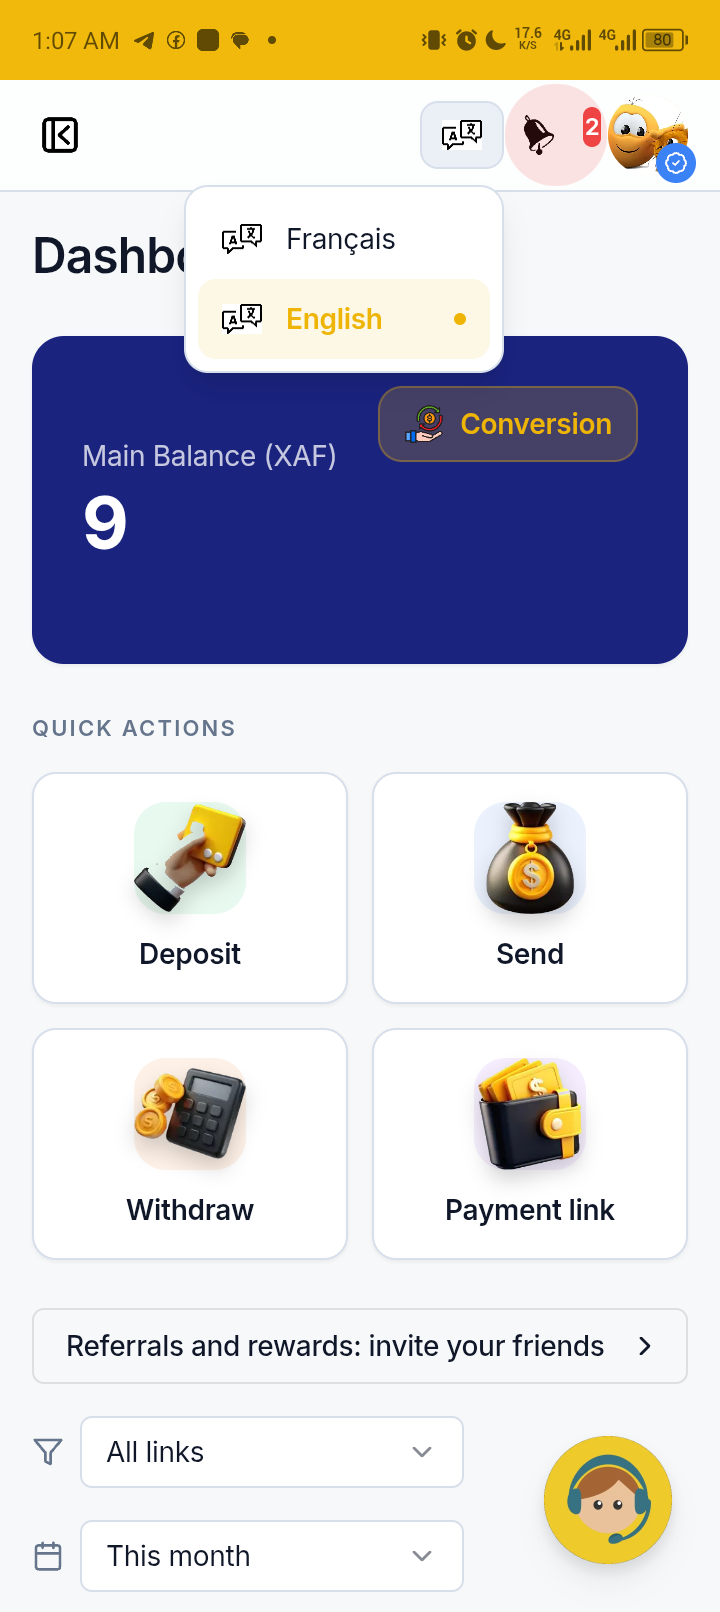 1:07 AM
17.6
K/S
4G
4G
80
2
Dashbo
Français
English
Conversion
Main Balance (XAF)
9
QUICK ACTIONS
Deposit
Send
Withdraw
Payment link
Referrals and rewards: invite your friends
All links
This month